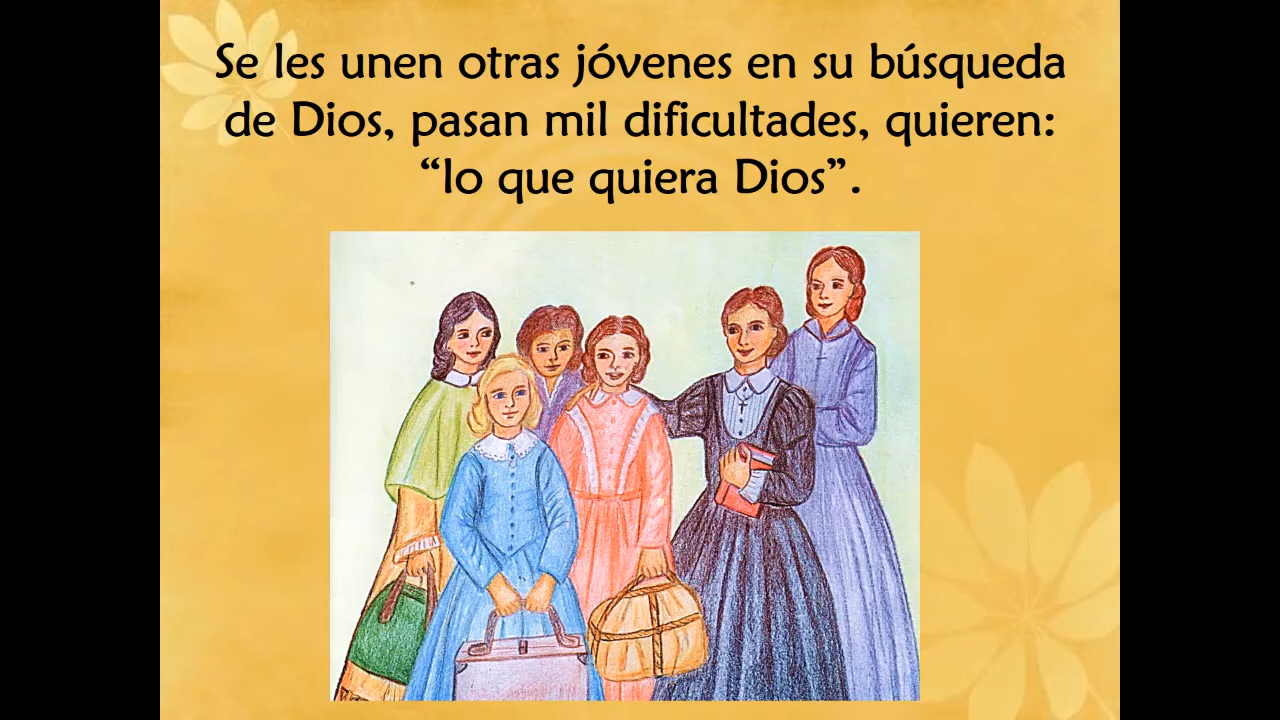 Se les unen otras jóvenes en su búsqueda
de Dios, pasan mil dificultades, quieren:
“lo que quiera Dios”.